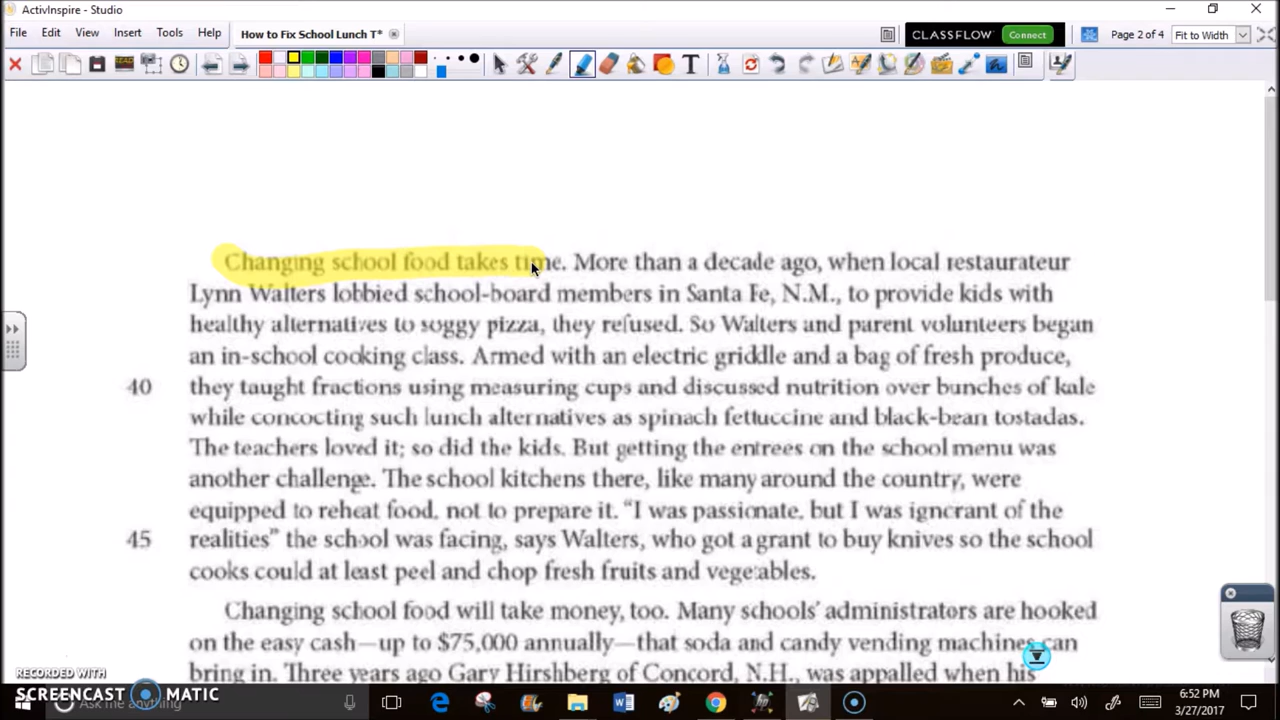 ActivInspire - Studio
File Edit View Insert Tools Help How to Fix School Lunch T* CLASSFLOW Connect Page 2 of 4 Fit to Width
Changing school food takes time. More than a decade ago, when local restaurateur
Lynn Walters lobbied school-board members in Santa Fe, N.M., to provide kids with
healthy alternatives to soggy pizza, they refused. So Walters and parent volunteers began
an in-school cooking class. Armed with an electric griddle and a bag of fresh produce,
40 they taught fractions using measuring cups and discussed nutrition over bunches of kale
while concocting such lunch alternatives as spinach fettuccine and black-bean tostadas.
The teachers loved it; so did the kids. But getting the entrees on the school menu was
another challenge. The school kitchens there, like many around the country, were
equipped to reheat food, not to prepare it. "I was passionate, but I was ignorant of the
45 realities" the school was facing, says Walters, who got a grant to buy knives so the school
cooks could at least peel and chop fresh fruits and vegetables.
Changing school food will take money, too. Many schools' administrators are hooked
on the easy cash—up to $75,000 annually—that soda and candy vending machines can
bring in. Three years ago Gary Hirshberg of Concord, N.H., was appalled when his
RECORDED WITH
SCREENCAST MATIC
Ask me anything
6:52 PM
3/27/2017